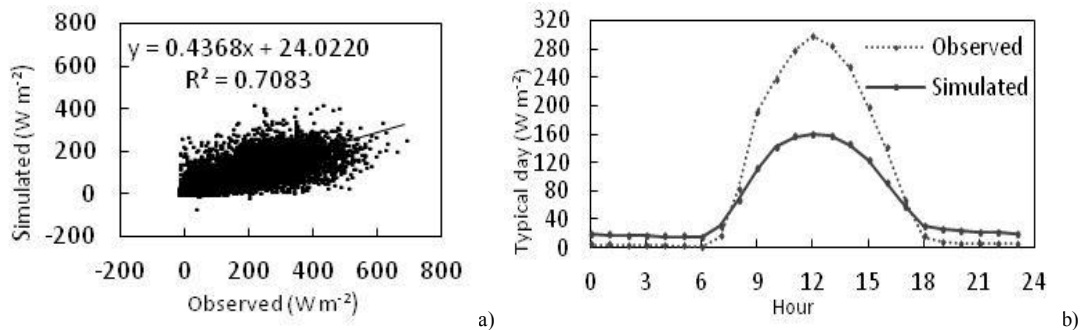 800
600
400
200
0
-200
Simulated (W m⁻²)
y = 0.4368x + 24.0220
R² = 0.7083
-200 0 200 400 600 800
Observed (W m⁻²)
a)
320
280
240
200
160
120
80
40
0
Typical day (W m⁻²)
Observed
Simulated
0 3 6 9 12 15 18 21 24
Hour
b)